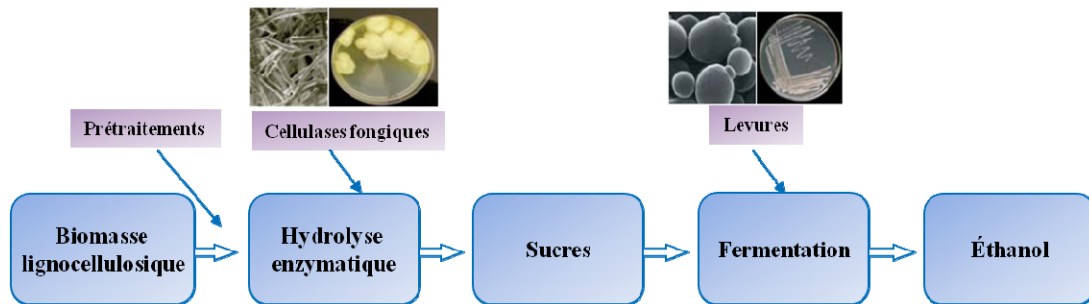 Prétraitements
Cellulases fongiques
Levures
Biomasse
lignocellulosique
Hydrolyse
enzymatique
Sucres
Fermentation
Éthanol